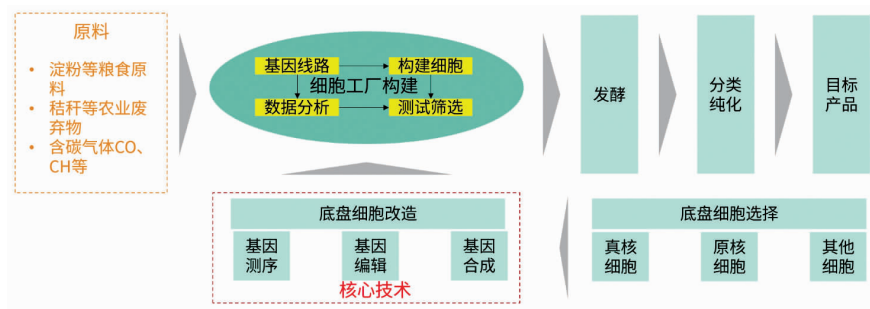 原料
• 淀粉等粮食原
料
• 秸秆等农业废
弃物
• 含碳气体CO、
CH等
基因线路
构建细胞
细胞工厂构建
数据分析
测试筛选
发酵
分类
纯化
目标
产品
底盘细胞改造
基因
测序
基因
编辑
基因
合成
核心技术
底盘细胞选择
真核
细胞
原核
细胞
其他
细胞